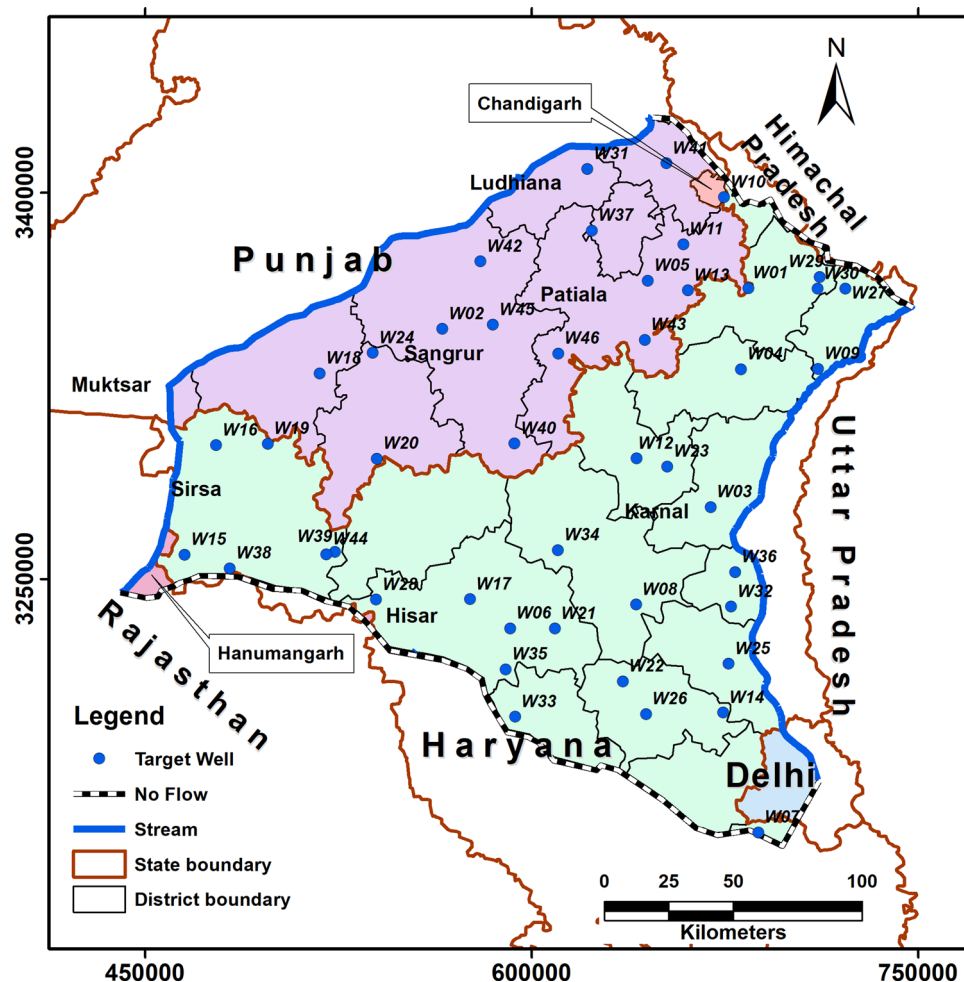 N
Chandigarh
Himachal
Pradesh
W31
W41
W10
Ludhiana
3400000
W37
W11
Punjab
W42
W29
W05
W13
W01
W30
W27
Patiala
W02
W45
W43
W24
Sangrur
W46
W04
W09
W18
Muktsar
W16
W19
W40
W20
W12
W23
Uttar Pradesh
Sirsa
W03
Karnal
W15
W38
W39
W44
W34
3250000
W36
W28
W17
W08
W32
Hisar
W06
W21
Rajasthan
Hanumangarh
W35
W22
W25
W33
W26
W14
Haryana
Delhi
W07
Legend
Target Well
No Flow
Stream
State boundary
District boundary
0 25 50 100
Kilometers
450000 600000 750000